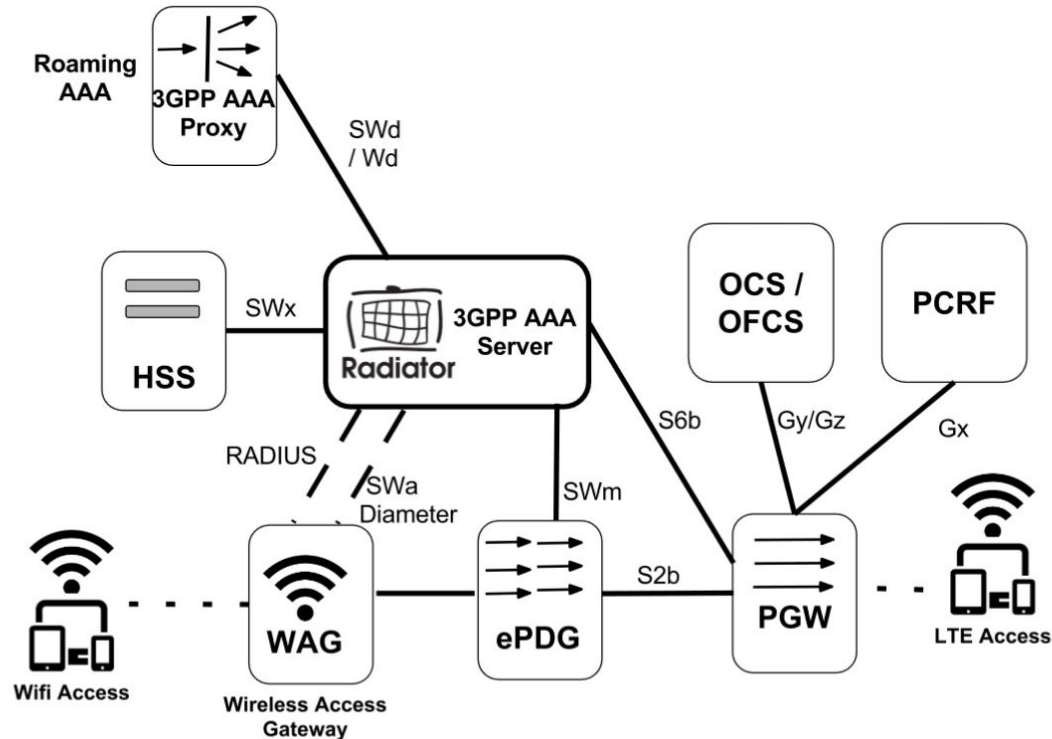 Roaming
AAA
3GPP AAA
Proxy
SWd
/ Wd
HSS
SWx
Radiator
3GPP AAA
Server
OCS /
OFCS
PCRF
RADIUS
SWa
Diameter
SWm
S6b
Gy/Gz
Gx
Wifi Access
WAG
Wireless Access
Gateway
ePDG
S2b
PGW
LTE Access